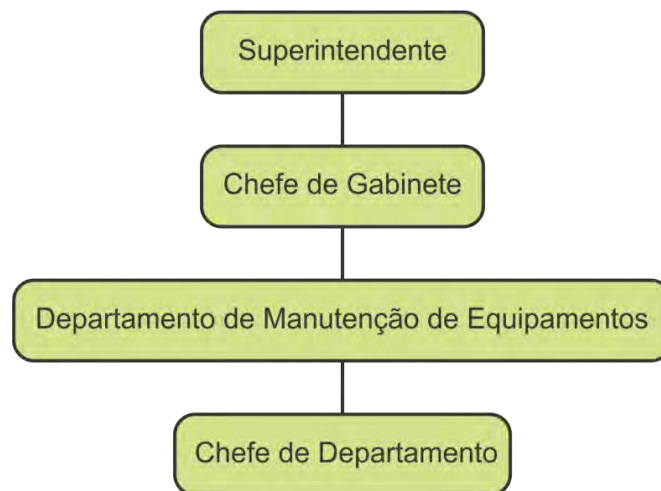 Superintendente
Chefe de Gabinete
Departamento de Manutenção de Equipamentos
Chefe de Departamento